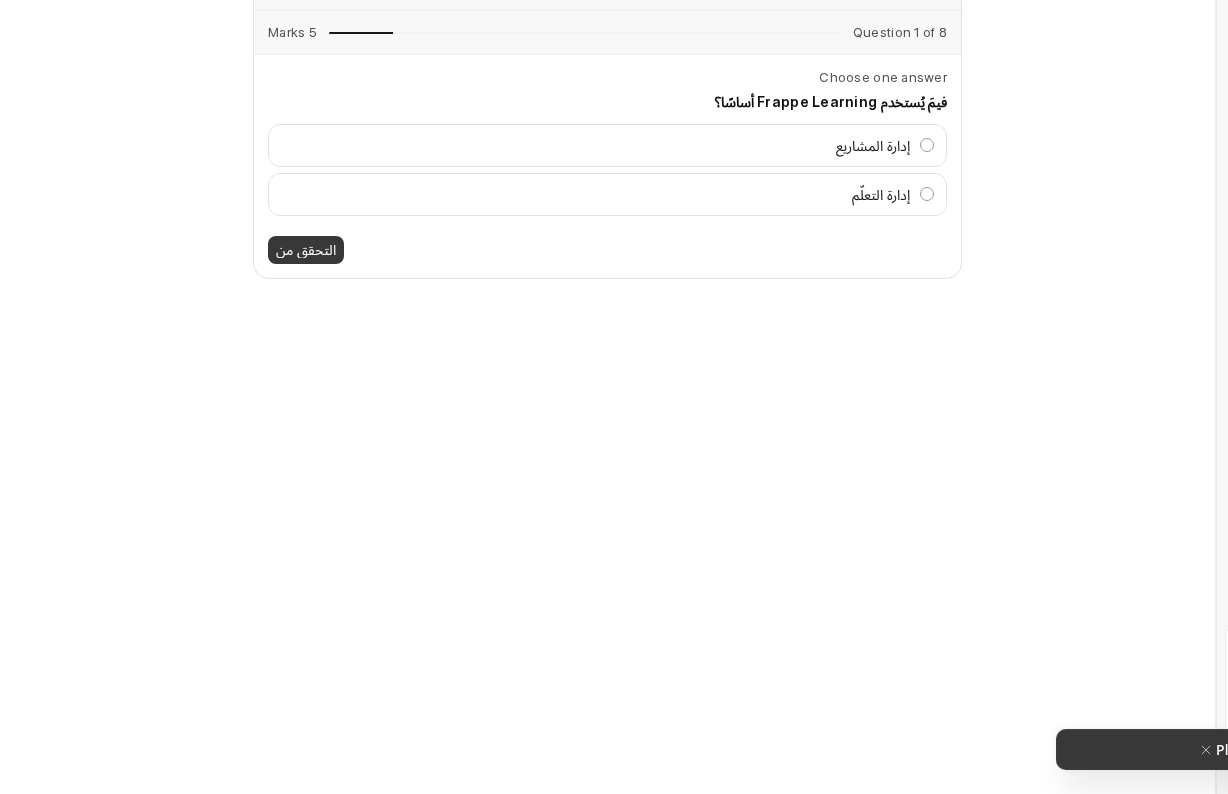 Question 1 of 8
Marks 5
Choose one answer
فيمَ يُستخدم Frappe Learning أساسًا؟
إدارة المشاريع
إدارة التعلّم
التحقق من